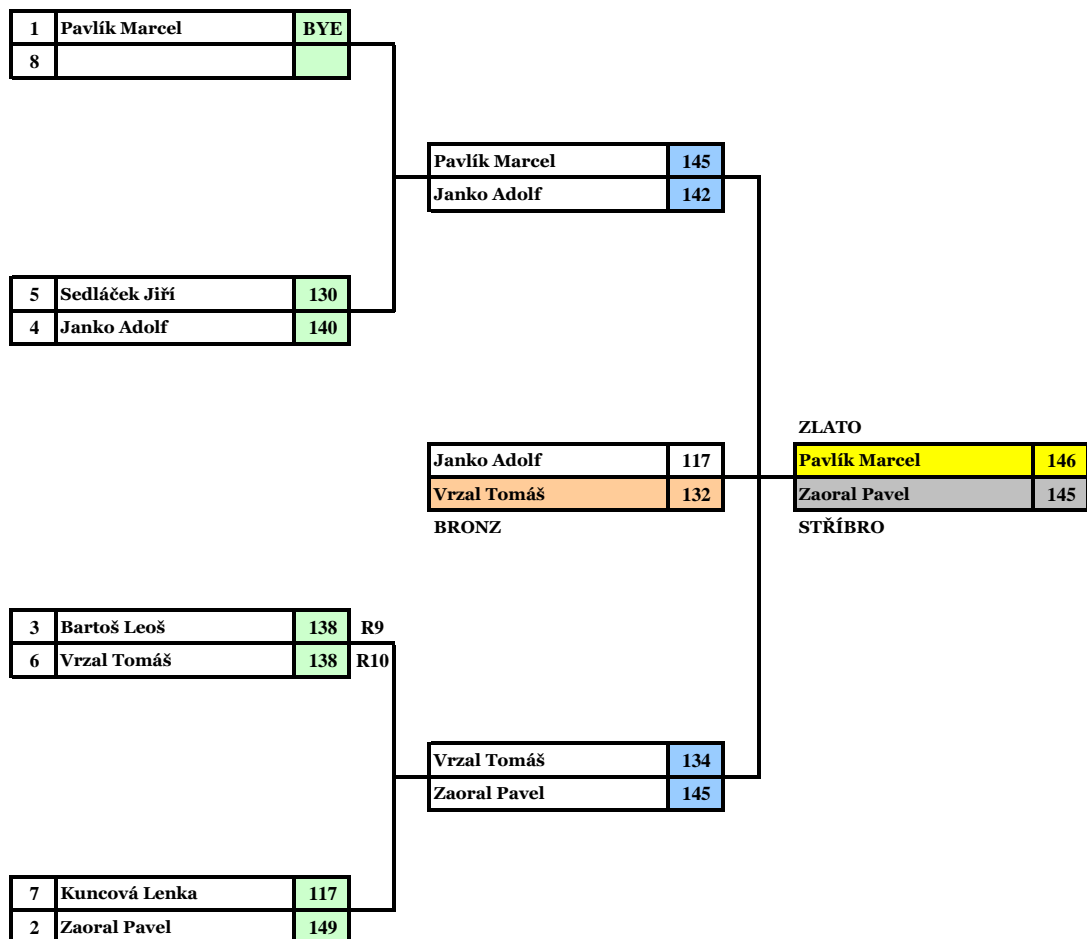 1 Pavlík Marcel BYE
8
Pavlík Marcel 145
Janko Adolf 142
5 Sedláček Jiří 130
4 Janko Adolf 140
ZLATO
Janko Adolf 117
Pavlík Marcel 146
Vrzal Tomáš 132
Zaoral Pavel 145
BRONZ
STŘÍBRO
3 Bartoš Leoš 138 R9
6 Vrzal Tomáš 138 R10
Vrzal Tomáš 134
Zaoral Pavel 145
7 Kuncová Lenka 117
2 Zaoral Pavel 149